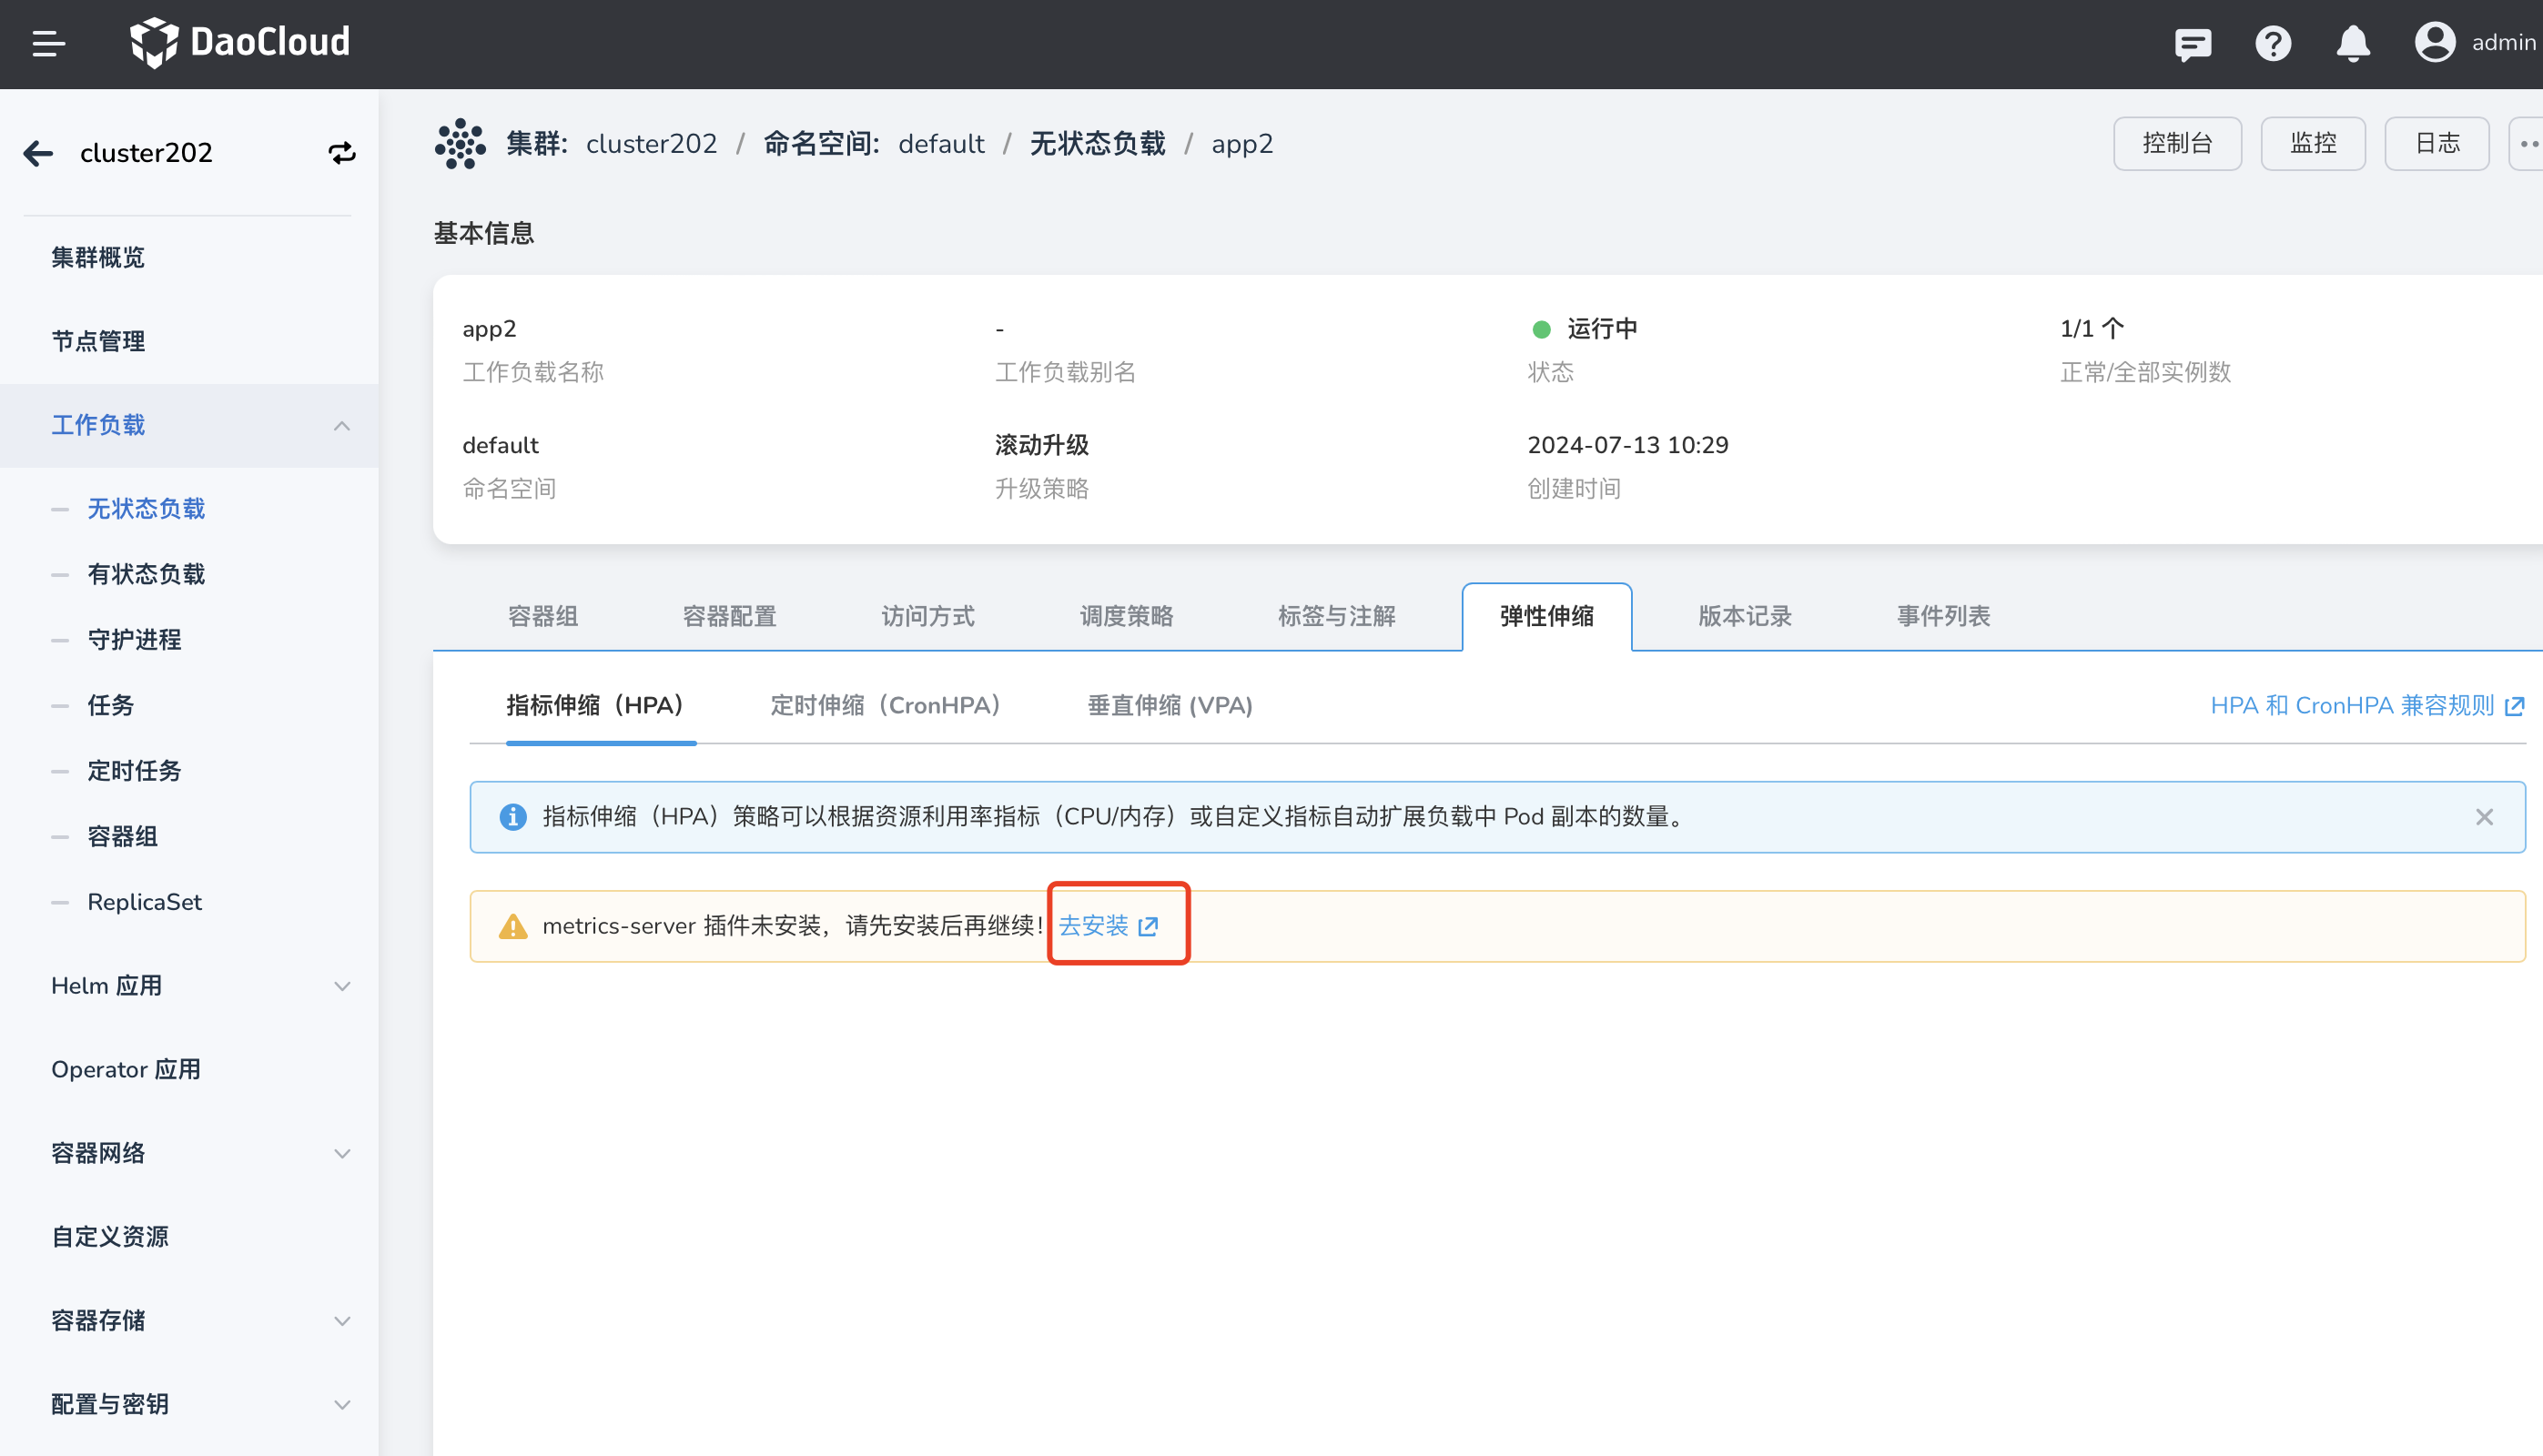 DaoCloud
admin
cluster202
集群: cluster202 / 命名空间: default / 无状态负载 / app2
控制台
监控
日志
集群概览
节点管理
工作负载
无状态负载
有状态负载
守护进程
任务
定时任务
容器组
ReplicaSet
Helm 应用
Operator 应用
容器网络
自定义资源
容器存储
配置与密钥
基本信息
app2
工作负载名称
-
工作负载别名
运行中
状态
1/1 个
正常/全部实例数
default
命名空间
滚动升级
升级策略
2024-07-13 10:29
创建时间
容器组
容器配置
访问方式
调度策略
标签与注解
弹性伸缩
版本记录
事件列表
指标伸缩（HPA）
定时伸缩（CronHPA）
垂直伸缩 (VPA)
HPA 和 CronHPA 兼容规则
指标伸缩（HPA）策略可以根据资源利用率指标（CPU/内存）或自定义指标自动扩展负载中 Pod 副本的数量。
metrics-server 插件未安装，请先安装后再继续！去安装